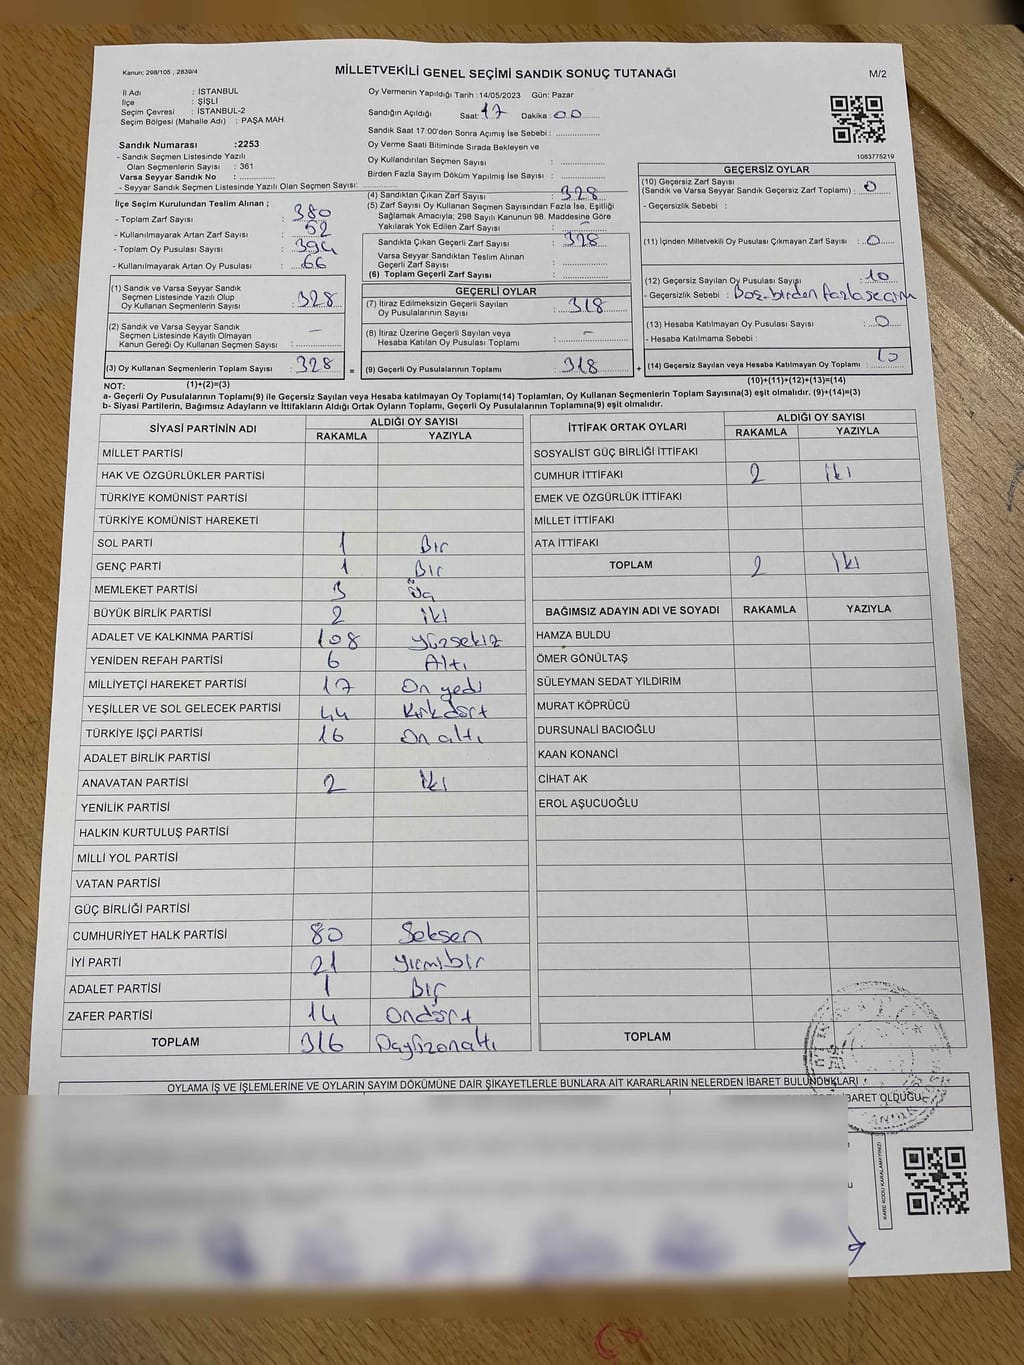 Kanun; 298/105 , 2839/4
MİLLETVEKİLİ GENEL SEÇİMİ SANDIK SONUÇ TUTANAĞI
M/2
İl Adı : İSTANBUL
İlçe : ŞİŞLİ
Seçim Çevresi : İSTANBUL-2
Seçim Bölgesi (Mahalle Adı) : PAŞA MAH.
Sandık Numarası :2253
- Sandık Seçmen Listesinde Yazılı
Olan Seçmenlerin Sayısı : 361
Varsa Seyyar Sandık No :
- Seyyar Sandık Seçmen Listesinde Yazılı Olan Seçmen Sayısı:
Oy Vermenin Yapıldığı Tarih :14/05/2023 Gün: Pazar
Sandığın Açıldığı Saat: 17 Dakika : 00
Sandık Saat 17:00'den Sonra Açımış İse Sebebi :
Oy Verme Saati Bitiminde Sırada Bekleyen ve
Oy Kullandırılan Seçmen Sayısı :
Birden Fazla Sayım Döküm Yapılmış İse Sayısı :
1083775219
İlçe Seçim Kurulundan Teslim Alınan ;
- Toplam Zarf Sayısı : 380
- Kullanılmayarak Artan Zarf Sayısı : 52
- Toplam Oy Pusulası Sayısı : 394
- Kullanılmayarak Artan Oy Pusulası : 66
(1) Sandık ve Varsa Seyyar Sandık
Seçmen Listesinde Yazılı Olup
Oy Kullanan Seçmenlerin Sayısı : 328
(2) Sandık ve Varsa Seyyar Sandık
Seçmen Listesinde Kayıtlı Olmayan
Kanun Gereği Oy Kullanan Seçmen Sayısı : —
(3) Oy Kullanan Seçmenlerin Toplam Sayısı : 328 =
(4) Sandıktan Çıkan Zarf Sayısı : 328
(5) Zarf Sayısı Oy Kullanan Seçmen Sayısından Fazla İse, Eşitliği
Sağlamak Amacıyla; 298 Sayılı Kanunun 98. Maddesine Göre
Yakılarak Yok Edilen Zarf Sayısı : -
Sandıkta Çıkan Geçerli Zarf Sayısı : 328
Varsa Seyyar Sandıktan Teslim Alınan
Geçerli Zarf Sayısı :
(6) Toplam Geçerli Zarf Sayısı :
GEÇERLİ OYLAR
(7) İtiraz Edilmeksizin Geçerli Sayılan
Oy Pusulalarının Sayısı : 318
(8) İtiraz Üzerine Geçerli Sayılan veya
Hesaba Katılan Oy Pusulası Toplamı : -
(9) Geçerli Oy Pusulalarının Toplamı : 318 +
GEÇERSİZ OYLAR
(10) Geçersiz Zarf Sayısı
(Sandık ve Varsa Seyyar Sandık Geçersiz Zarf Toplamı) : 0
- Geçersizlik Sebebi :
(11) İçinden Milletvekili Oy Pusulası Çıkmayan Zarf Sayısı : 0
(12) Geçersiz Sayılan Oy Pusulası Sayısı : 10
- Geçersizlik Sebebi : Boş-birden fazla seçim
(13) Hesaba Katılmayan Oy Pusulası Sayısı : 0
- Hesaba Katılmama Sebebi :
(14) Geçersiz Sayılan veya Hesaba Katılmayan Oy Toplamı : 10
NOT: (1)+(2)=(3) (10)+(11)+(12)+(13)=(14)
a- Geçerli Oy Pusulalarının Toplamı(9) ile Geçersiz Sayılan veya Hesaba katılmayan Oy Toplamı(14) Toplamları, Oy Kullanan Seçmenlerin Toplam Sayısına(3) eşit olmalıdır. (9)+(14)=(3)
b- Siyasi Partilerin, Bağımsız Adayların ve İttifakların Aldığı Ortak Oyların Toplamı, Geçerli Oy Pusulalarının Toplamına(9) eşit olmalıdır.
SİYASİ PARTİNİN ADI ALDIĞI OY SAYISI
RAKAMLA YAZIYLA
MİLLET PARTİSİ
HAK VE ÖZGÜRLÜKLER PARTİSİ
TÜRKİYE KOMÜNİST PARTİSİ
TÜRKİYE KOMÜNİST HAREKETİ
SOL PARTİ 1 Bir
GENÇ PARTİ 1 Bir
MEMLEKET PARTİSİ 3 Üç
BÜYÜK BİRLİK PARTİSİ 2 iki
ADALET VE KALKINMA PARTİSİ 108 yüzsekiz
YENİDEN REFAH PARTİSİ 6 Altı
MİLLİYETÇİ HAREKET PARTİSİ 17 On yedi
YEŞİLLER VE SOL GELECEK PARTİSİ 44 Kırkdört
TÜRKİYE İŞÇİ PARTİSİ 16 On altı
ADALET BİRLİK PARTİSİ
ANAVATAN PARTİSİ 2 iki
YENİLİK PARTİSİ
HALKIN KURTULUŞ PARTİSİ
MİLLİ YOL PARTİSİ
VATAN PARTİSİ
GÜÇ BİRLİĞİ PARTİSİ
CUMHURİYET HALK PARTİSİ 80 Seksen
İYİ PARTİ 21 yirmibir
ADALET PARTİSİ 1 Bir
ZAFER PARTİSİ 14 Ondört
TOPLAM 316
İTTİFAK ORTAK OYLARI ALDIĞI OY SAYISI
RAKAMLA YAZIYLA
SOSYALİST GÜÇ BİRLİĞİ İTTİFAKI
CUMHUR İTTİFAKI 2 iki
EMEK VE ÖZGÜRLÜK İTTİFAKI
MİLLET İTTİFAKI
ATA İTTİFAKI
TOPLAM 2 iki
BAĞIMSIZ ADAYIN ADI VE SOYADI RAKAMLA YAZIYLA
HAMZA BULDU
ÖMER GÖNÜLTAŞ
SÜLEYMAN SEDAT YILDIRIM
MURAT KÖPRÜCÜ
DURSUNALİ BACIOĞLU
KAAN KONANCİ
CİHAT AK
EROL AŞUCUOĞLU
TOPLAM
OYLAMA İŞ VE İŞLEMLERİNE VE OYLARIN SAYIM DÖKÜMÜNE DAİR ŞİKAYETLERLE BUNLARA AİT KARARLARIN NELERDEN İBARET BULUNDUKLARI
BARET OLDUĞU
KARE KODU KARALAMAYINIZ!